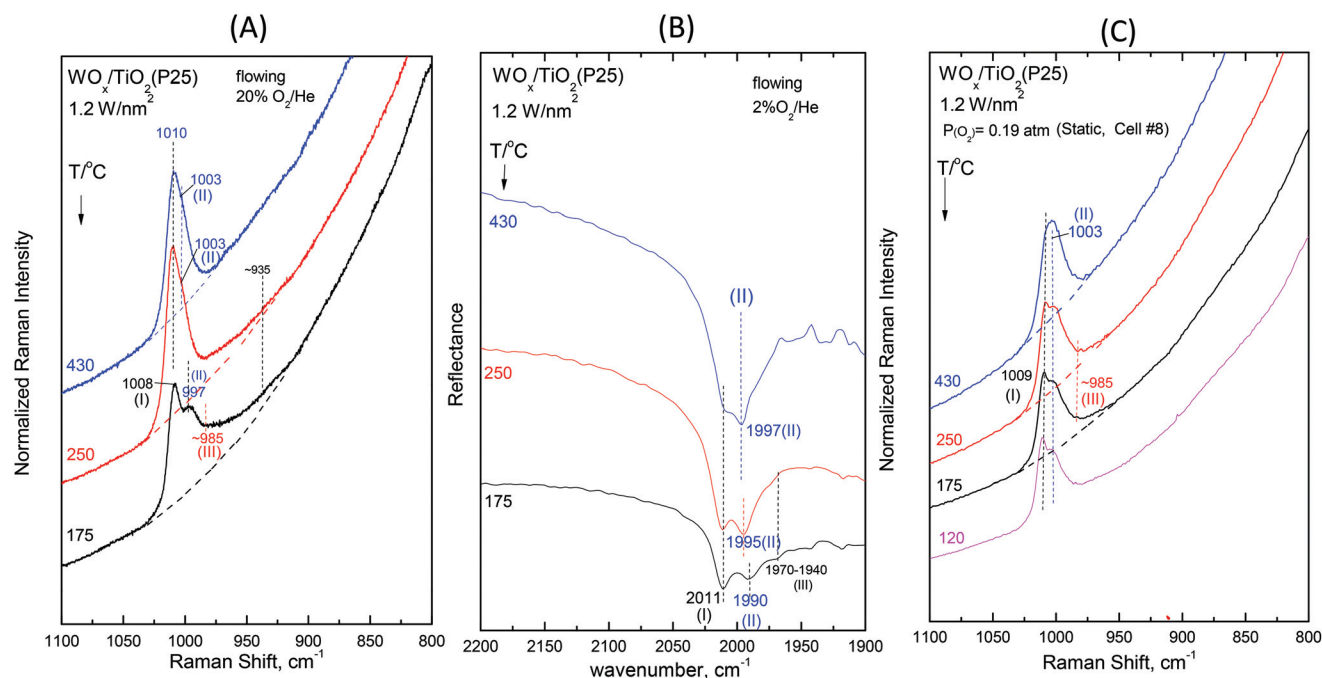 (A)
WOx/TiO2(P25)
1.2 W/nm2
flowing
20% O2/He
1010
T/oC
1003
(II)
1003
(II)
~935
430
1008
(I)
(II)
997
250
~985
(III)
175
Normalized Raman Intensity
1100 1050 1000 950 900 850 800
Raman Shift, cm-1
(B)
WOx/TiO2(P25)
1.2 W/nm2
flowing
2%O2/He
T/oC
430
(II)
250
1997(II)
175
1995(II)
1970-1940
(III)
2011
(I)
1990
(II)
Reflectance
2200 2150 2100 2050 2000 1950 1900
wavenumber, cm-1
(C)
WOx/TiO2(P25)
1.2 W/nm2
P(O2)= 0.19 atm (Static, Cell #8)
T/oC
(II)
1003
430
1009
(I)
~985
(III)
250
175
120
Normalized Raman Intensity
1100 1050 1000 950 900 850 800
Raman Shift, cm-1